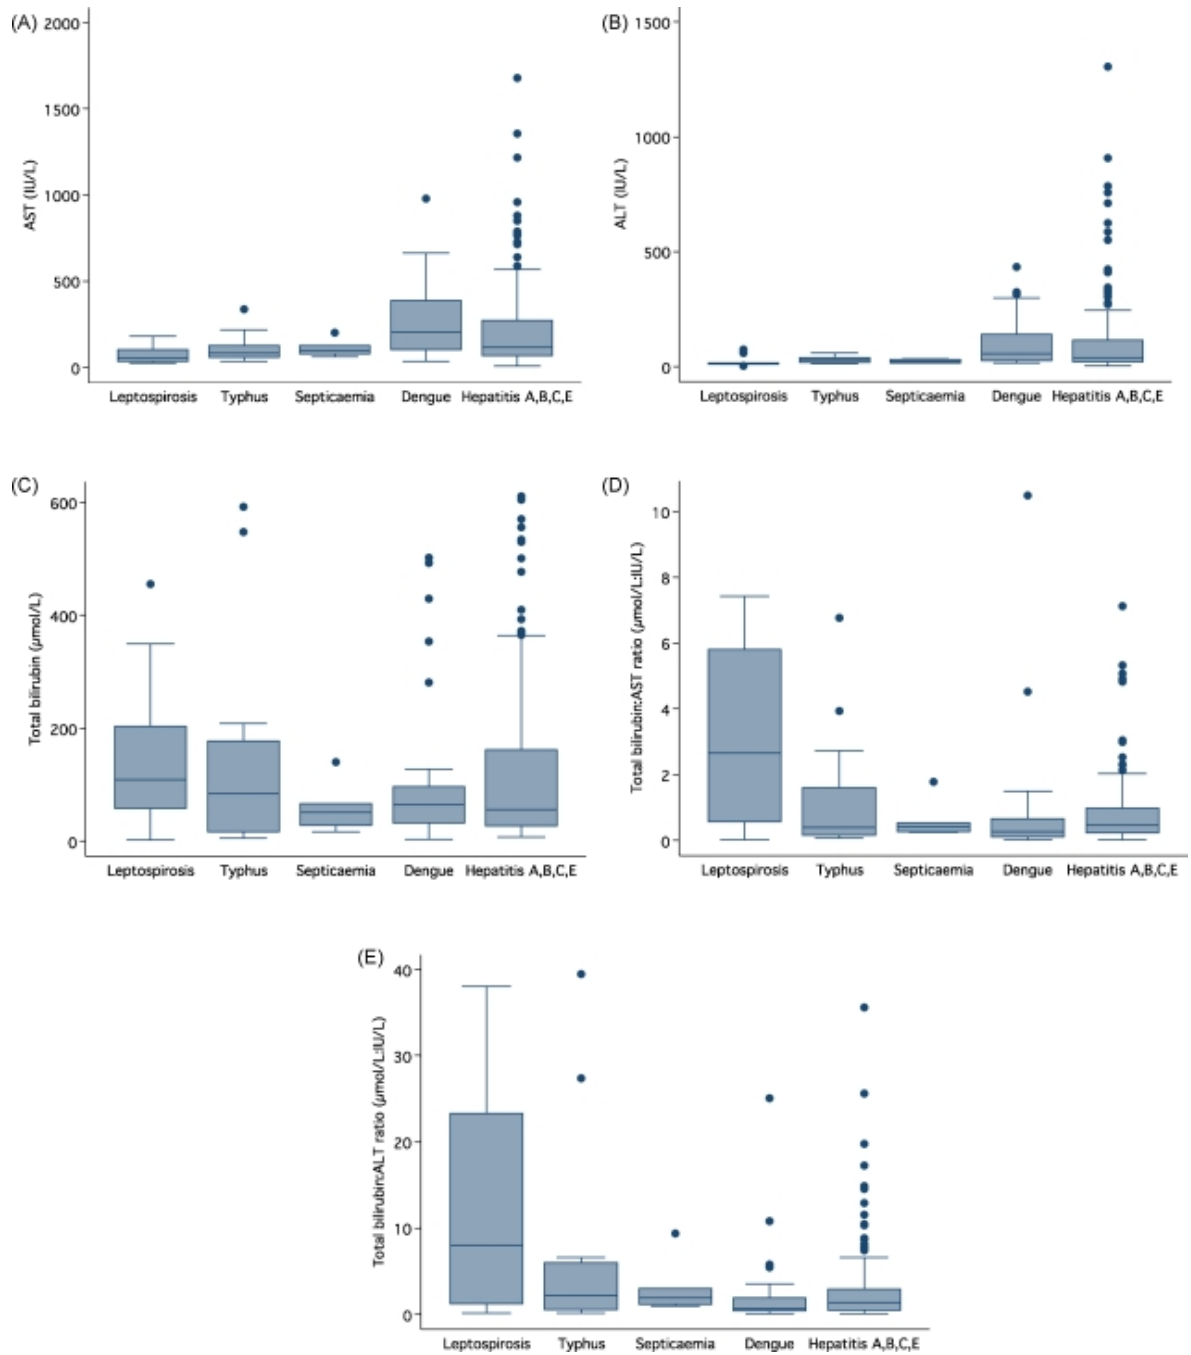 (A)
2000
1500
1000
500
0
AST (IU/L)
Leptospirosis Typhus Septicaemia Dengue Hepatitis A,B,C,E
(B)
1500
1000
500
0
ALT (IU/L)
Leptospirosis Typhus Septicaemia Dengue Hepatitis A,B,C,E
(C)
600
400
200
0
Total bilirubin (μmol/L)
Leptospirosis Typhus Septicaemia Dengue Hepatitis A,B,C,E
(D)
10
8
6
4
2
0
Total bilirubin:AST ratio (μmol/L:IU/L)
Leptospirosis Typhus Septicaemia Dengue Hepatitis A,B,C,E
(E)
40
30
20
10
0
Total bilirubin:ALT ratio (μmol/L:IU/L)
Leptospirosis Typhus Septicaemia Dengue Hepatitis A,B,C,E